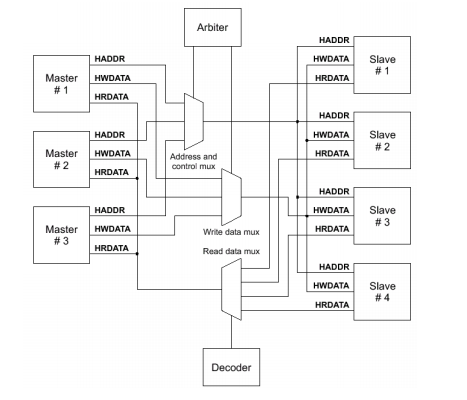 Arbiter
Master
# 1
HADDR
HWDATA
HRDATA
Master
# 2
HADDR
HWDATA
HRDATA
Master
# 3
HADDR
HWDATA
HRDATA
Address and
control mux
Write data mux
Read data mux
Decoder
HADDR
HWDATA
HRDATA
Slave
# 1
HADDR
HWDATA
HRDATA
Slave
# 2
HADDR
HWDATA
HRDATA
Slave
# 3
HADDR
HWDATA
HRDATA
Slave
# 4